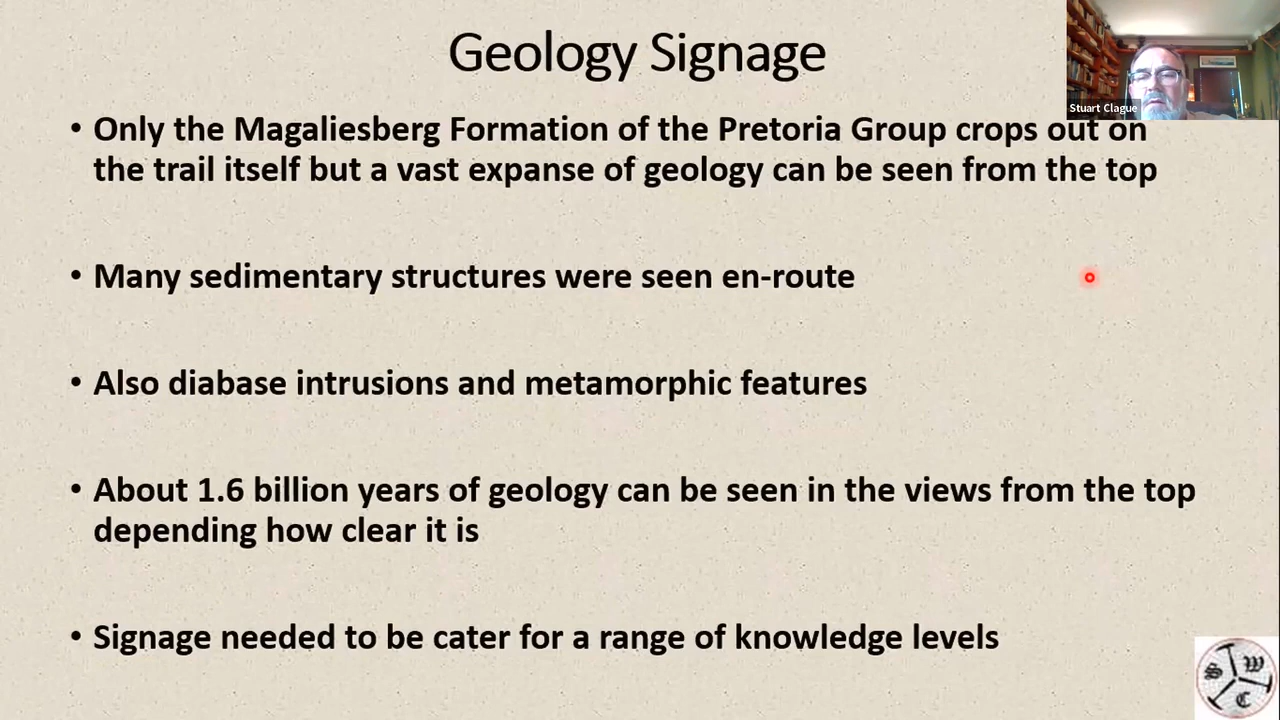 Geology Signage
Stuart Clague
• Only the Magaliesberg Formation of the Pretoria Group crops out on
the trail itself but a vast expanse of geology can be seen from the top
• Many sedimentary structures were seen en-route
• Also diabase intrusions and metamorphic features
• About 1.6 billion years of geology can be seen in the views from the top
depending how clear it is
• Signage needed to be cater for a range of knowledge levels
S W
C